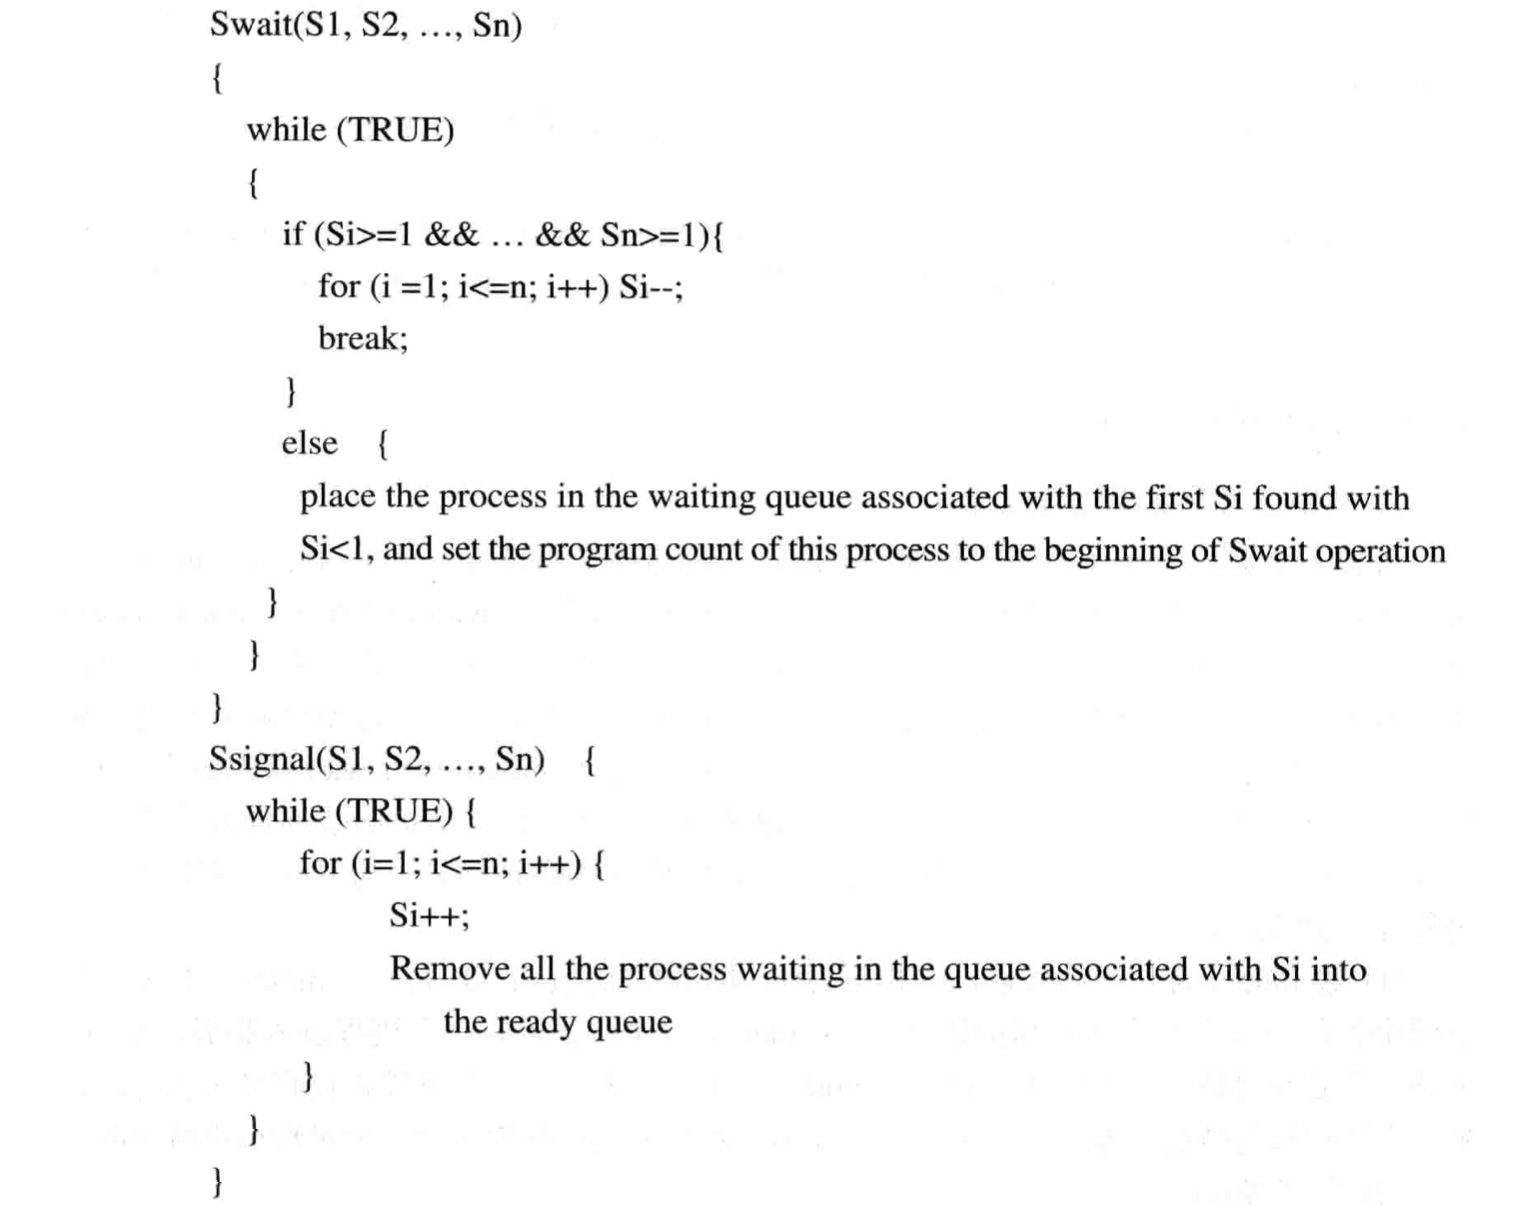 Swait(S1, S2, …, Sn)
{
while (TRUE)
{
if (Si>=1 && … && Sn>=1){
for (i =1; i<=n; i++) Si--;
break;
}
else {
place the process in the waiting queue associated with the first Si found with
Si<1, and set the program count of this process to the beginning of Swait operation
}
}
}
Ssignal(S1, S2, …, Sn) {
while (TRUE) {
for (i=1; i<=n; i++) {
Si++;
Remove all the process waiting in the queue associated with Si into
the ready queue
}
}
}